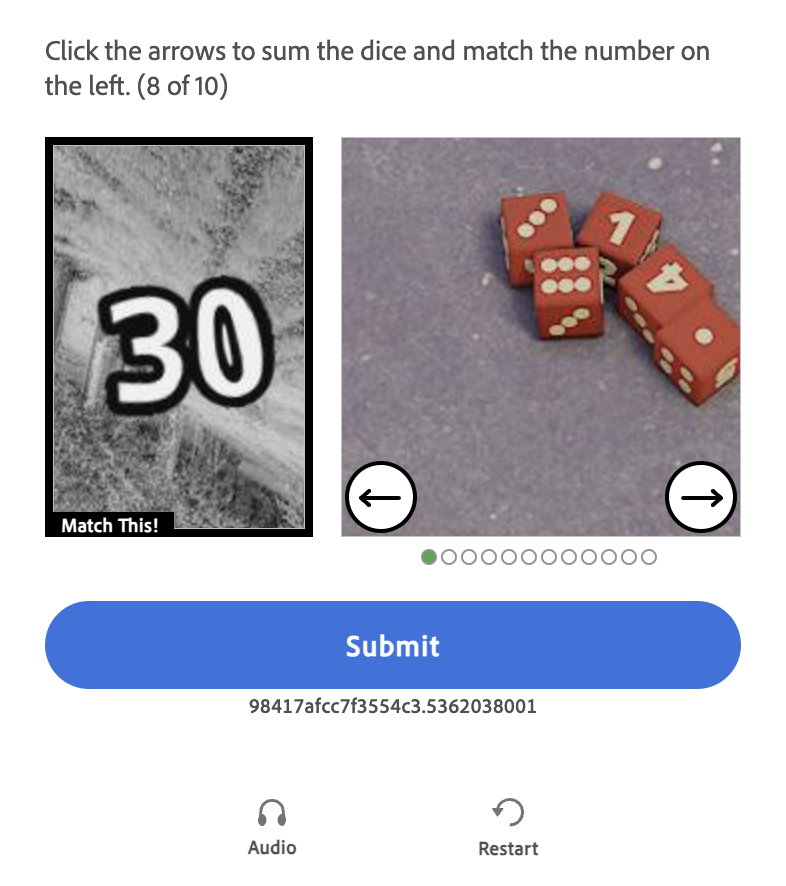 Click the arrows to sum the dice and match the number on
the left. (8 of 10)
30
1
4
Match This!
Submit
98417afcc7f3554c3.5362038001
Audio
Restart